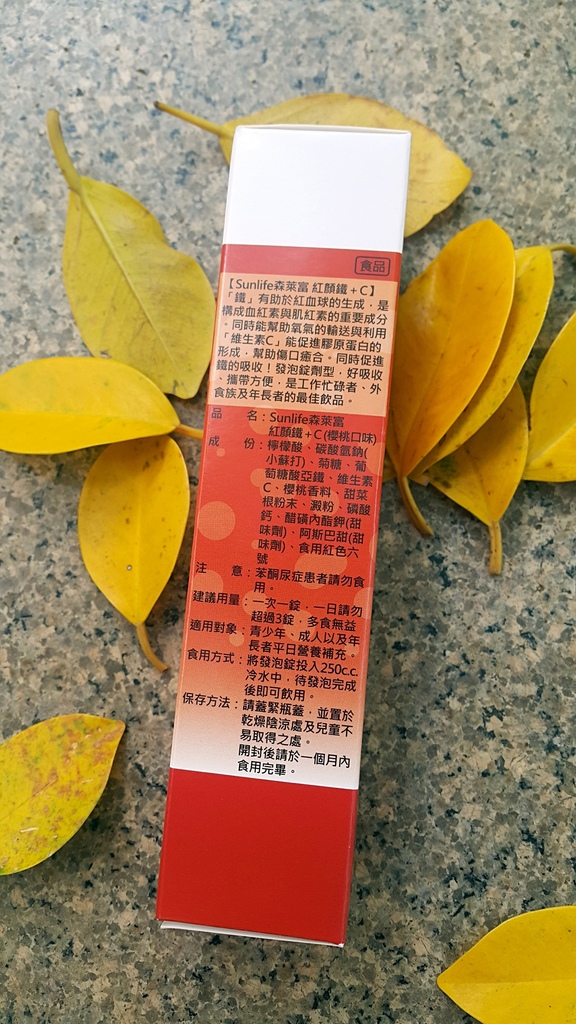 食品
【Sunlife森萊富 紅顏鐵＋C】
「鐵」有助於紅血球的生成，是
構成血紅素與肌紅素的重要成分
。同時能幫助氧氣的輸送與利用
「維生素C」能促進膠原蛋白的
形成，幫助傷口癒合。同時促進
鐵的吸收！發泡錠劑型，好吸收
、攜帶方便，是工作忙碌者、外
食族及年長者的最佳飲品。
品　　名：Sunlife森萊富
紅顏鐵＋C(櫻桃口味)
成　　份：檸檬酸、碳酸氫鈉(
小蘇打)、菊糖、葡
萄糖酸亞鐵、維生素
C、櫻桃香料、甜菜
根粉末、澱粉、磷酸
鈣、醋磺內酯鉀(甜
味劑)、阿斯巴甜(甜
味劑)、食用紅色六
號
注　　意：苯酮尿症患者請勿食
用。
建議用量：一次一錠，一日請勿
超過3錠，多食無益
適用對象：青少年、成人以及年
長者平日營養補充。
食用方式：將發泡錠投入250c.c.
冷水中，待發泡完成
後即可飲用。
保存方法：請蓋緊瓶蓋，並置於
乾燥陰涼處及兒童不
易取得之處。
開封後請於一個月內
食用完畢。